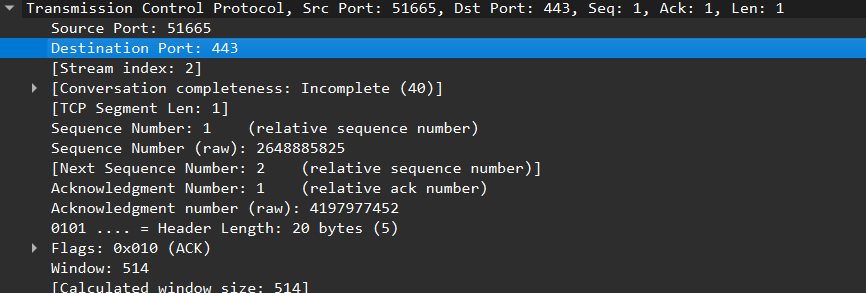 Transmission Control Protocol, Src Port: 51665, Dst Port: 443, Seq: 1, Ack: 1, Len: 1
Source Port: 51665
Destination Port: 443
[Stream index: 2]
[Conversation completeness: Incomplete (40)]
[TCP Segment Len: 1]
Sequence Number: 1    (relative sequence number)
Sequence Number (raw): 2648885825
[Next Sequence Number: 2    (relative sequence number)]
Acknowledgment Number: 1    (relative ack number)
Acknowledgment number (raw): 4197977452
0101 .... = Header Length: 20 bytes (5)
Flags: 0x010 (ACK)
Window: 514
[Calculated window size: 514]